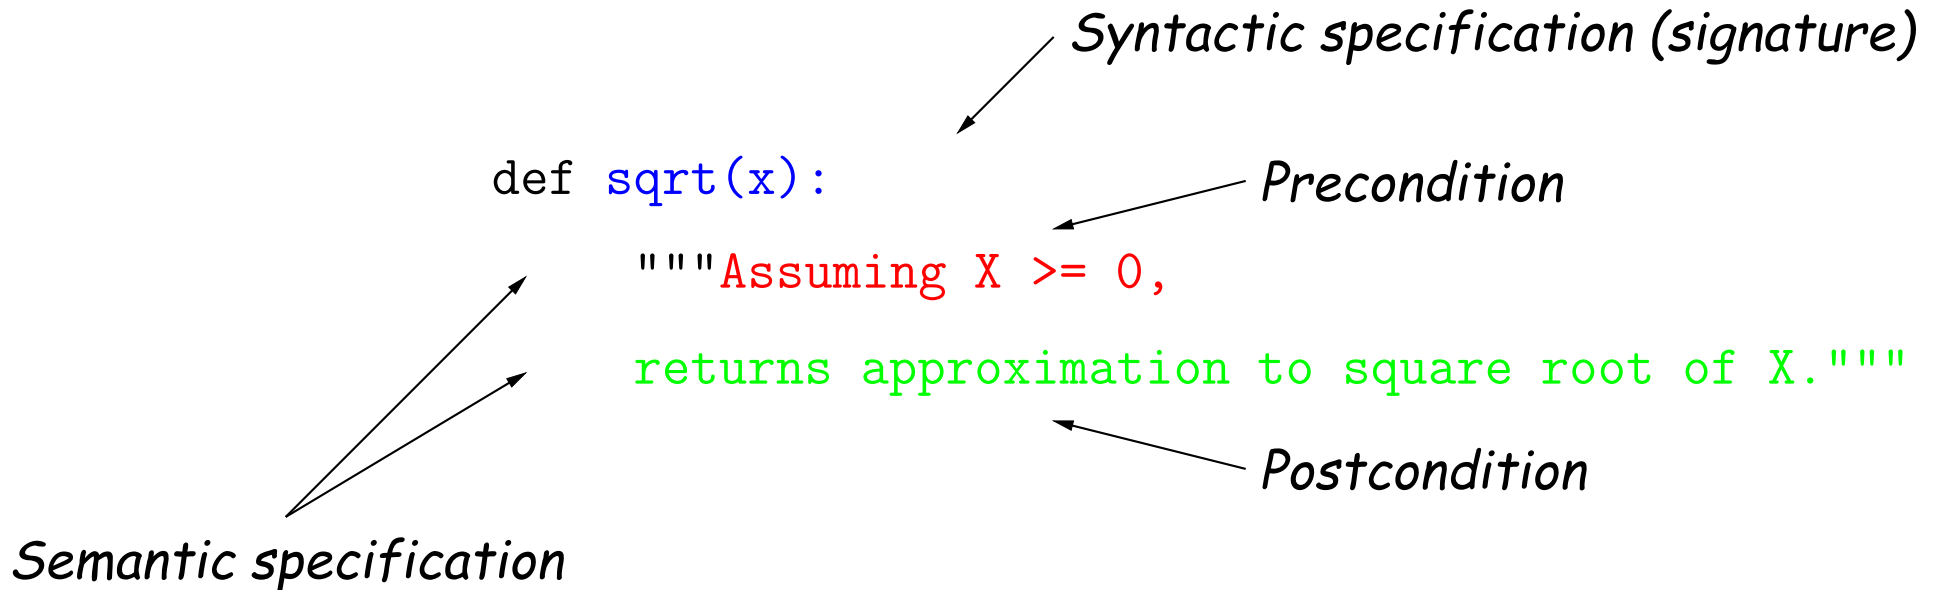 Syntactic specification (signature)
def sqrt(x):
Precondition
"""Assuming X >= 0,
returns approximation to square root of X."""
Postcondition
Semantic specification